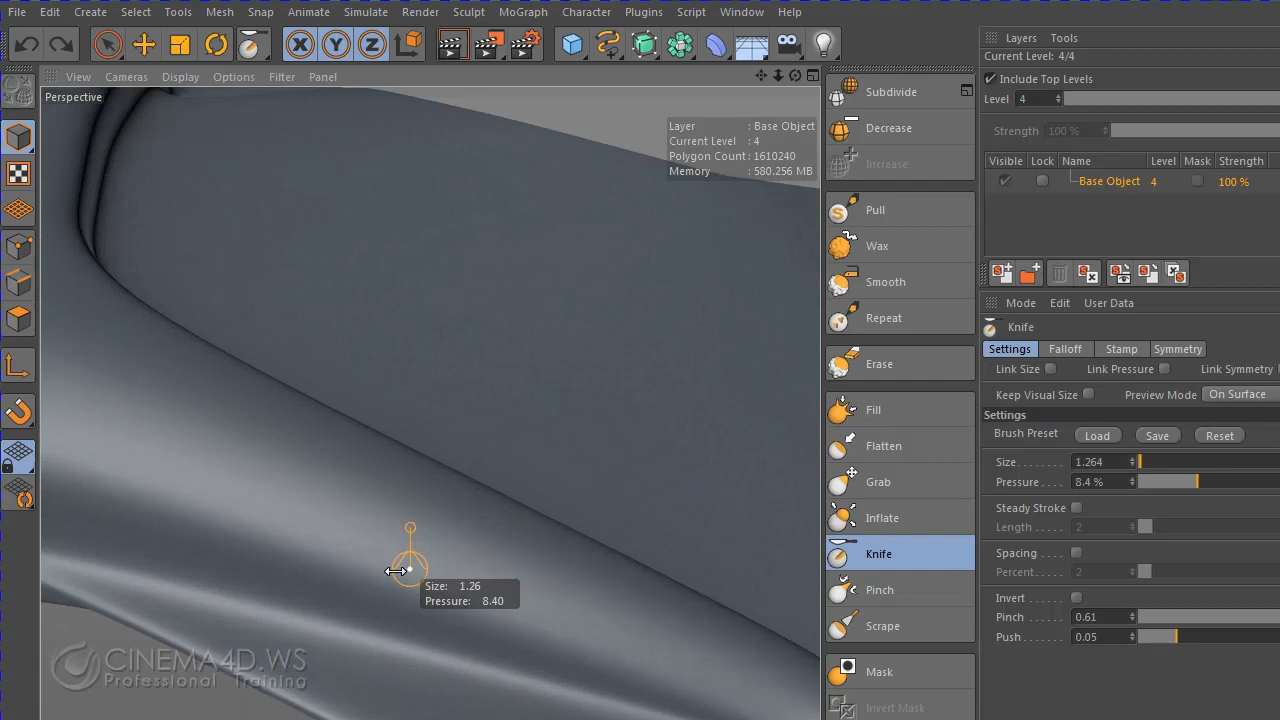 File Edit Create Select Tools Mesh Snap Animate Simulate Render Sculpt MoGraph Character Plugins Script Window Help
X Y Z
View Cameras Display Options Filter Panel
Perspective
Layer : Base Object
Current Level : 4
Polygon Count : 1610240
Memory : 580.256 MB
Size: 1.26
Pressure: 8.40
CINEMA4D.WS
Professional Training
Subdivide
Decrease
Increase
Pull
Wax
Smooth
Repeat
Erase
Fill
Flatten
Grab
Inflate
Knife
Pinch
Scrape
Mask
Invert Mask
Layers Tools
Current Level: 4/4
Include Top Levels
Level 4
Strength 100 %
Visible Lock Name Level Mask Strength
Base Object 4 100 %
Mode Edit User Data
Knife
Settings Falloff Stamp Symmetry
Link Size Link Pressure Link Symmetry
Keep Visual Size Preview Mode On Surface
Settings
Brush Preset Load Save Reset
Size 1.264
Pressure 8.4 %
Steady Stroke
Length 2
Spacing
Percent 2
Invert
Pinch 0.61
Push 0.05